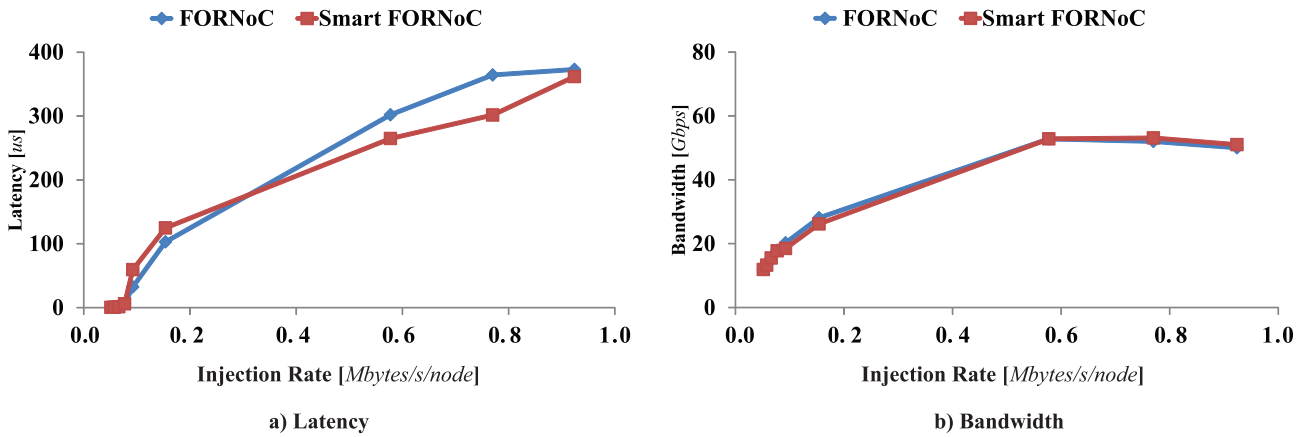 FORNoC Smart FORNoC
400
300
200
100
0
Latency [us]
0.0 0. 2 0. 4 0. 6 0. 8 1.0
Injection Rate [Mbytes/s/node]
a) Latency
FORNoC Smart FORNoC
80
60
40
20
0
Bandwidth [Gbps]
0.0 0. 2 0. 4 0. 6 0. 8 1.0
Injection Rate [Mbytes/s/node]
b) Bandwidth